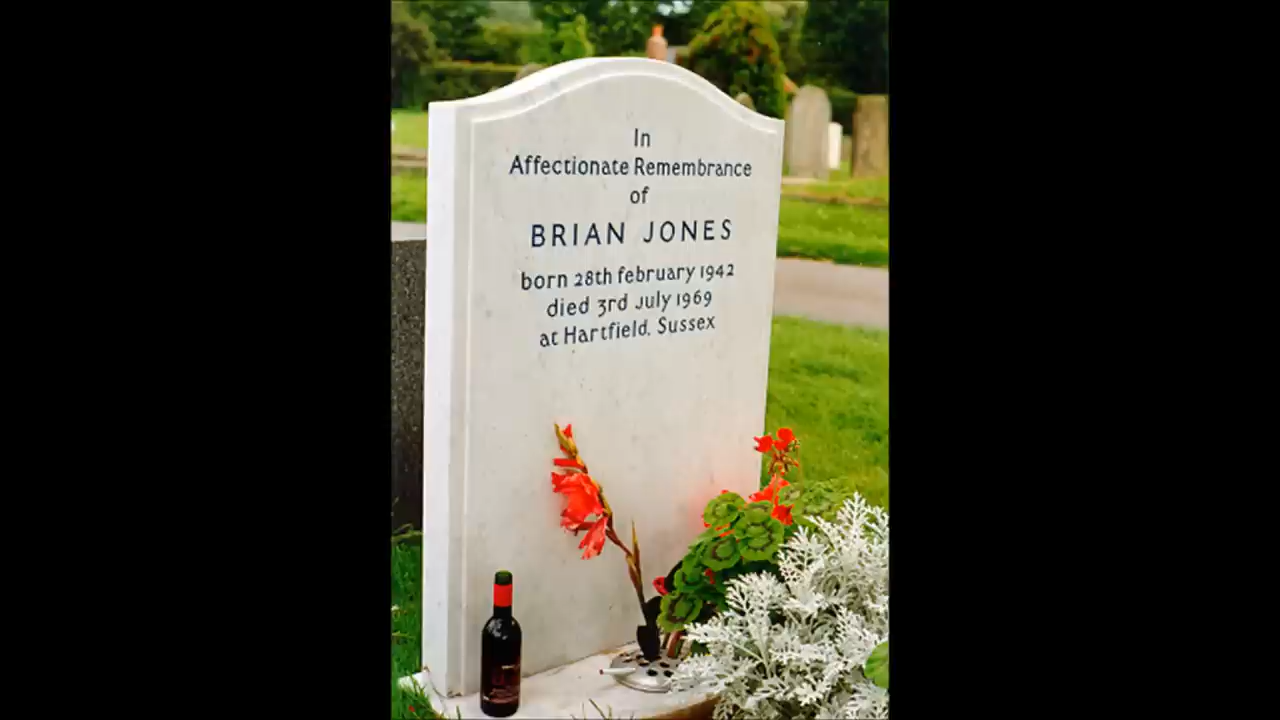 In
Affectionate Remembrance
of
BRIAN JONES
born 28th february 1942
died 3rd July 1969
at Hartfield. Sussex